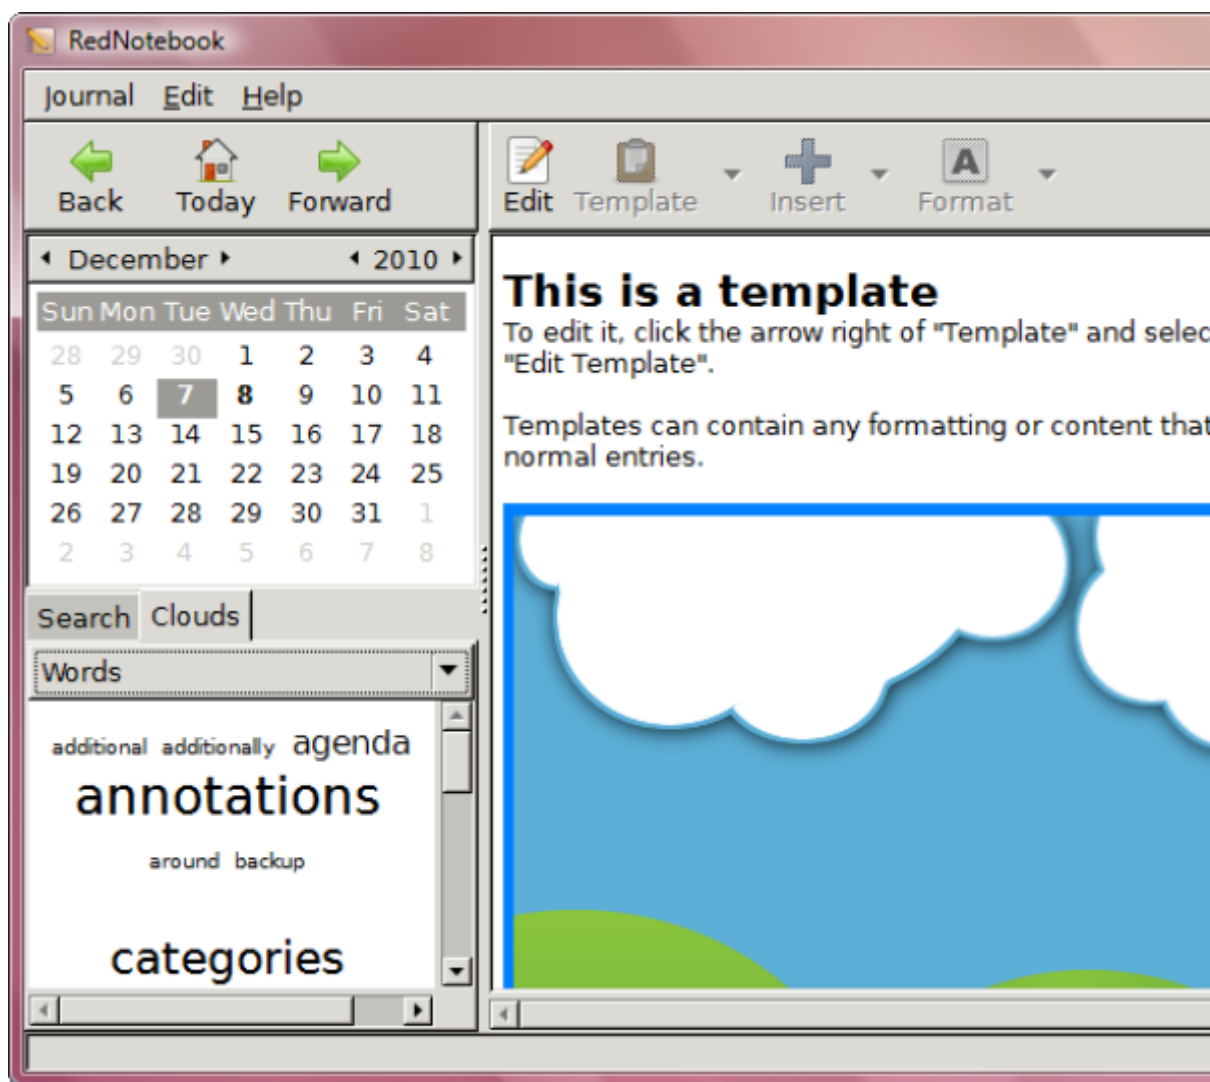 RedNotebook
Journal Edit Help
Back Today Forward
Edit Template Insert Format
December 2010
Sun Mon Tue Wed Thu Fri Sat
28 29 30 1 2 3 4
5 6 7 8 9 10 11
12 13 14 15 16 17 18
19 20 21 22 23 24 25
26 27 28 29 30 31 1
2 3 4 5 6 7 8
Search Clouds
Words
additional additionally agenda
annotations
around backup
categories
This is a template
To edit it, click the arrow right of "Template" and selec
"Edit Template".
Templates can contain any formatting or content that
normal entries.